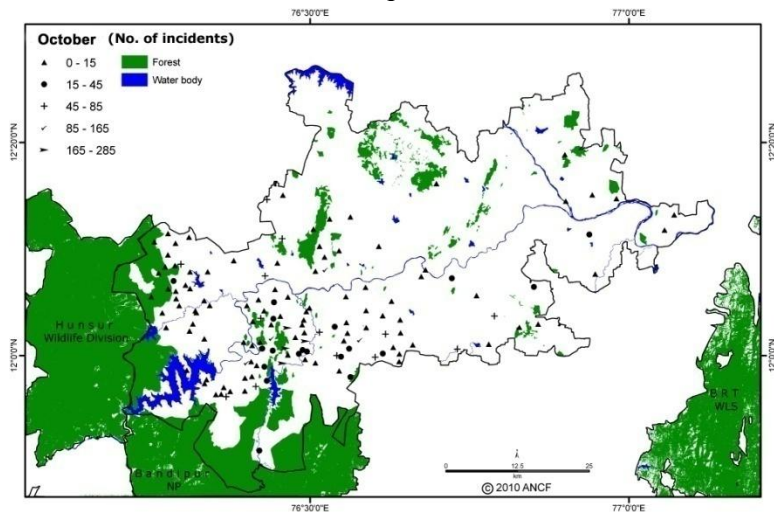 76°30'0"E 77°0'0"E
October (No. of incidents)
0 - 15 Forest
15 - 45 Water body
45 - 85
85 - 165
165 - 285
12°20'0"N 12°20'0"N
Hunsur
Wildlife Division
12°0'0"N 12°0'0"N
BRT
WLS
Bandipur
NP
0 12.5 25
© 2010 ANCF
76°30'0"E 77°0'0"E